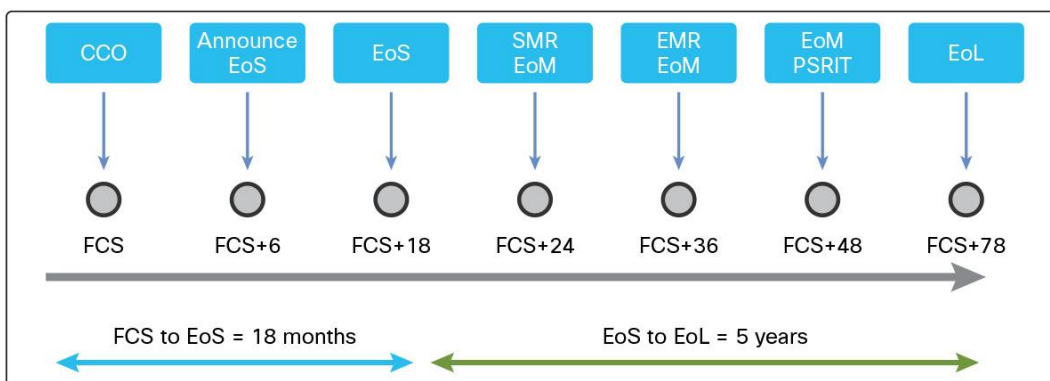 CCO
Announce
EoS
EoS
SMR
EoM
EMR
EoM
EoM
PSRIT
EoL
FCS
FCS+6
FCS+18
FCS+24
FCS+36
FCS+48
FCS+78
FCS to EoS = 18 months
EoS to EoL = 5 years